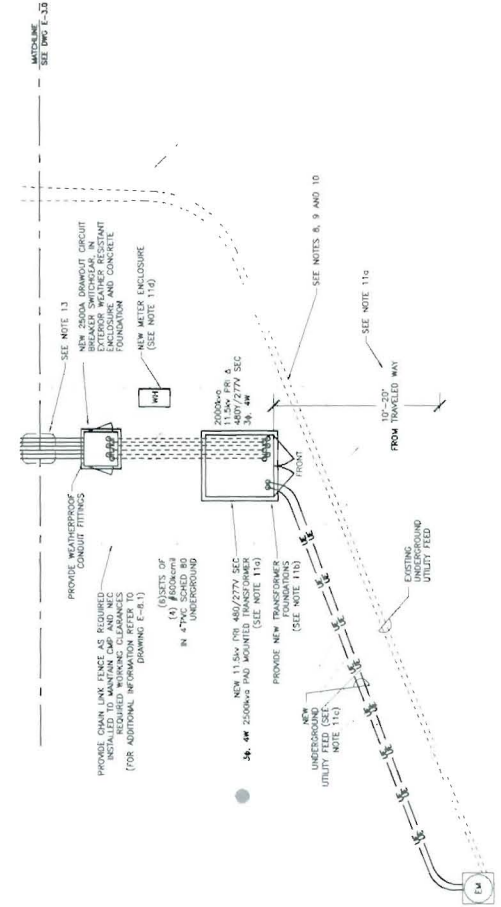 MATCHLINE
SEE DWG E-3.0
SEE NOTE 13
NEW 2500A DRAWOUT CIRCUIT
BREAKER SWITCHGEAR, IN
EXTERIOR WEATHER RESISTANT
ENCLOSURE AND CONCRETE
FOUNDATION
NEW METER ENCLOSURE
(SEE NOTE 11d)
WH
PROVIDE WEATHERPROOF
CONDUIT FITTINGS
PROVIDE CHAIN LINK FENCE AS REQUIRED
INSTALLED TO MAINTAIN CMP AND NEC
REQUIRED WORKING CLEARANCES
(FOR ADDITIONAL INFORMATION REFER TO
DRAWING E-8.1)
(6)SETS OF
(4) #600kcmil
IN 4"PVC SCHED 80
UNDERGROUND
2000kva
11.5kv PRI Δ
480Y/277V SEC
3Φ, 4W
FRONT
NEW 11.5kv PRI 480/277V SEC
3Φ, 4W 2500kva PAD MOUNTED TRANSFORMER
(SEE NOTE 11a)
PROVIDE NEW TRANSFORMER
FOUNDATIONS
(SEE NOTE 11b)
SEE NOTES 8, 9 AND 10
SEE NOTE 11a
10'-20'
FROM TRAVELED WAY
NEW
UNDERGROUND
UTILITY FEED (SEE
NOTE 11c)
EXISTING
UNDERGROUND
UTILITY FEED
EM